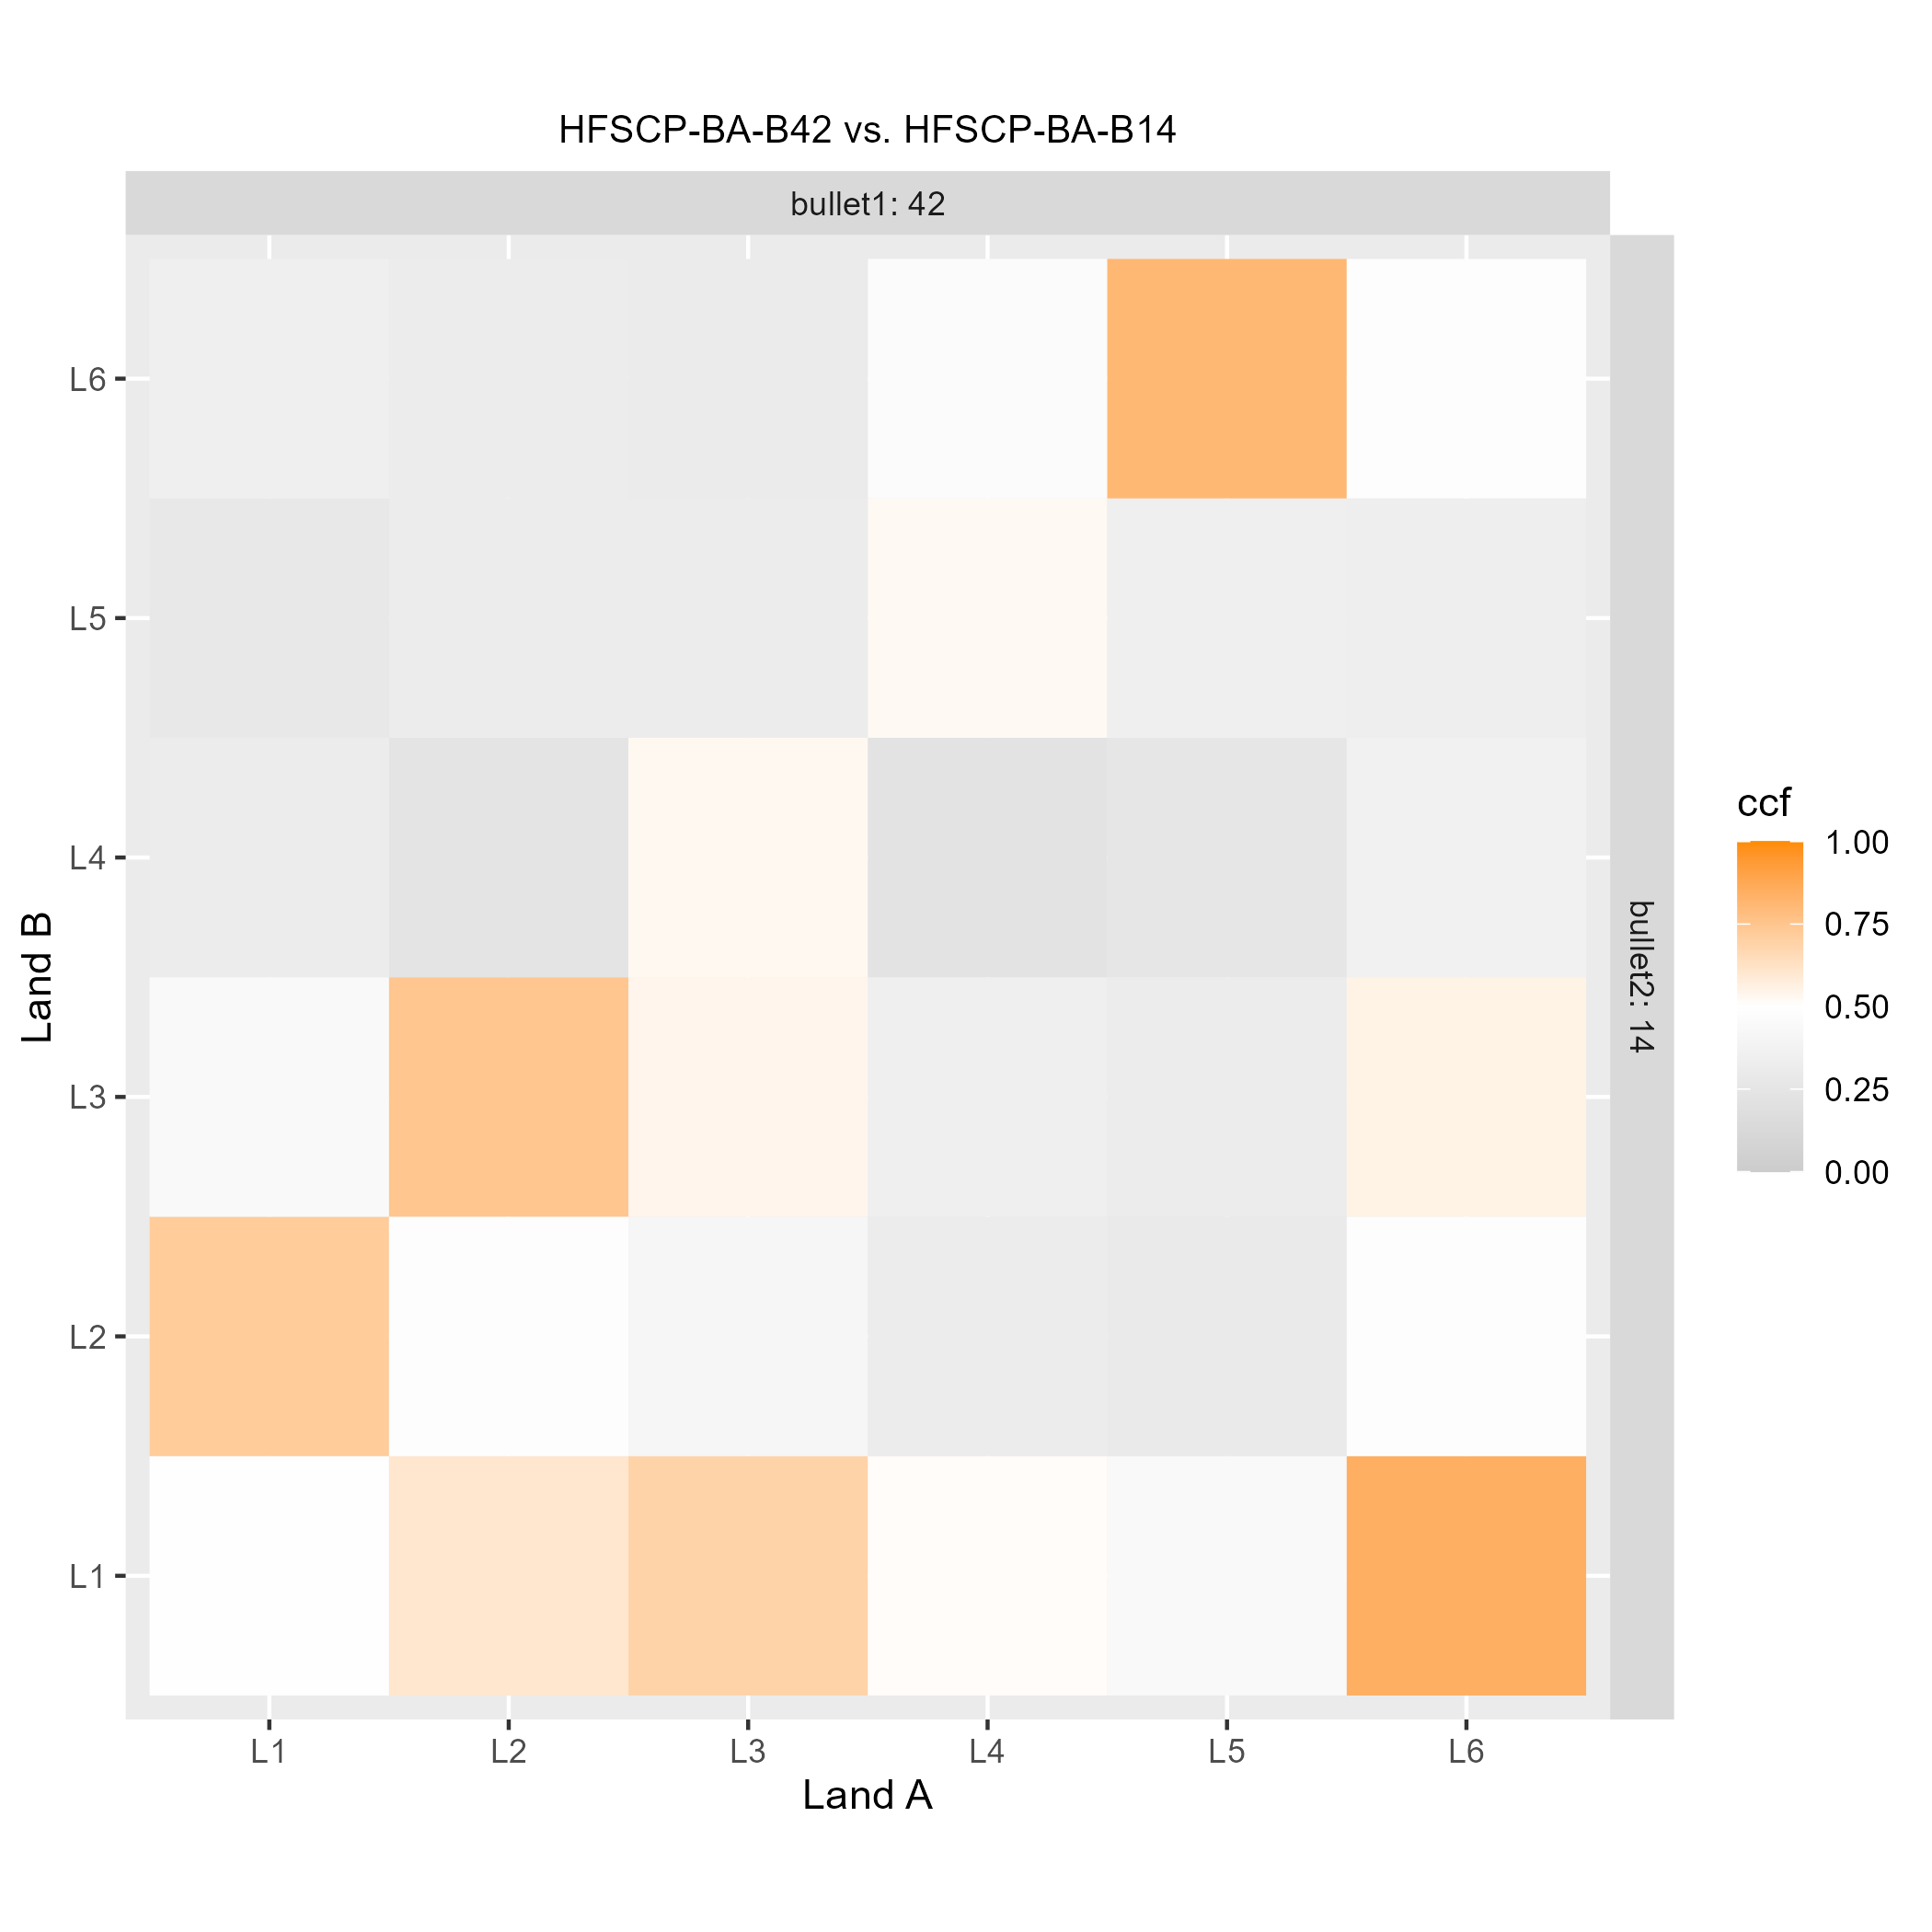 HFSCP-BA-B42 vs. HFSCP-BA-B14
bullet1: 42
bullet2: 14
Land B
L6
L5
L4
L3
L2
L1
L1 L2 L3 L4 L5 L6
Land A
ccf
1.00
0.75
0.50
0.25
0.00